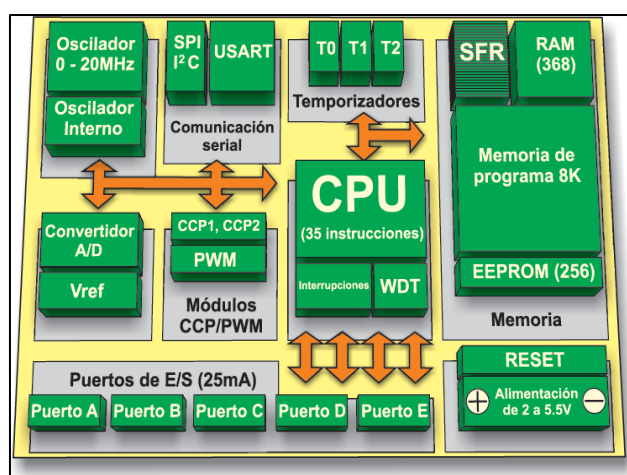 Oscilador
0 - 20MHz
Oscilador
Interno
SPI
I²C
USART
Comunicación
serial
T0
T1
T2
Temporizadores
SFR
RAM
(368)
Memoria de
programa 8K
EEPROM (256)
Memoria
CPU
(35 instrucciones)
Interrupciones
WDT
Convertidor
A/D
Vref
CCP1, CCP2
PWM
Módulos
CCP/PWM
Puertos de E/S (25mA)
Puerto A
Puerto B
Puerto C
Puerto D
Puerto E
RESET
+
Alimentación
de 2 a 5.5V
−